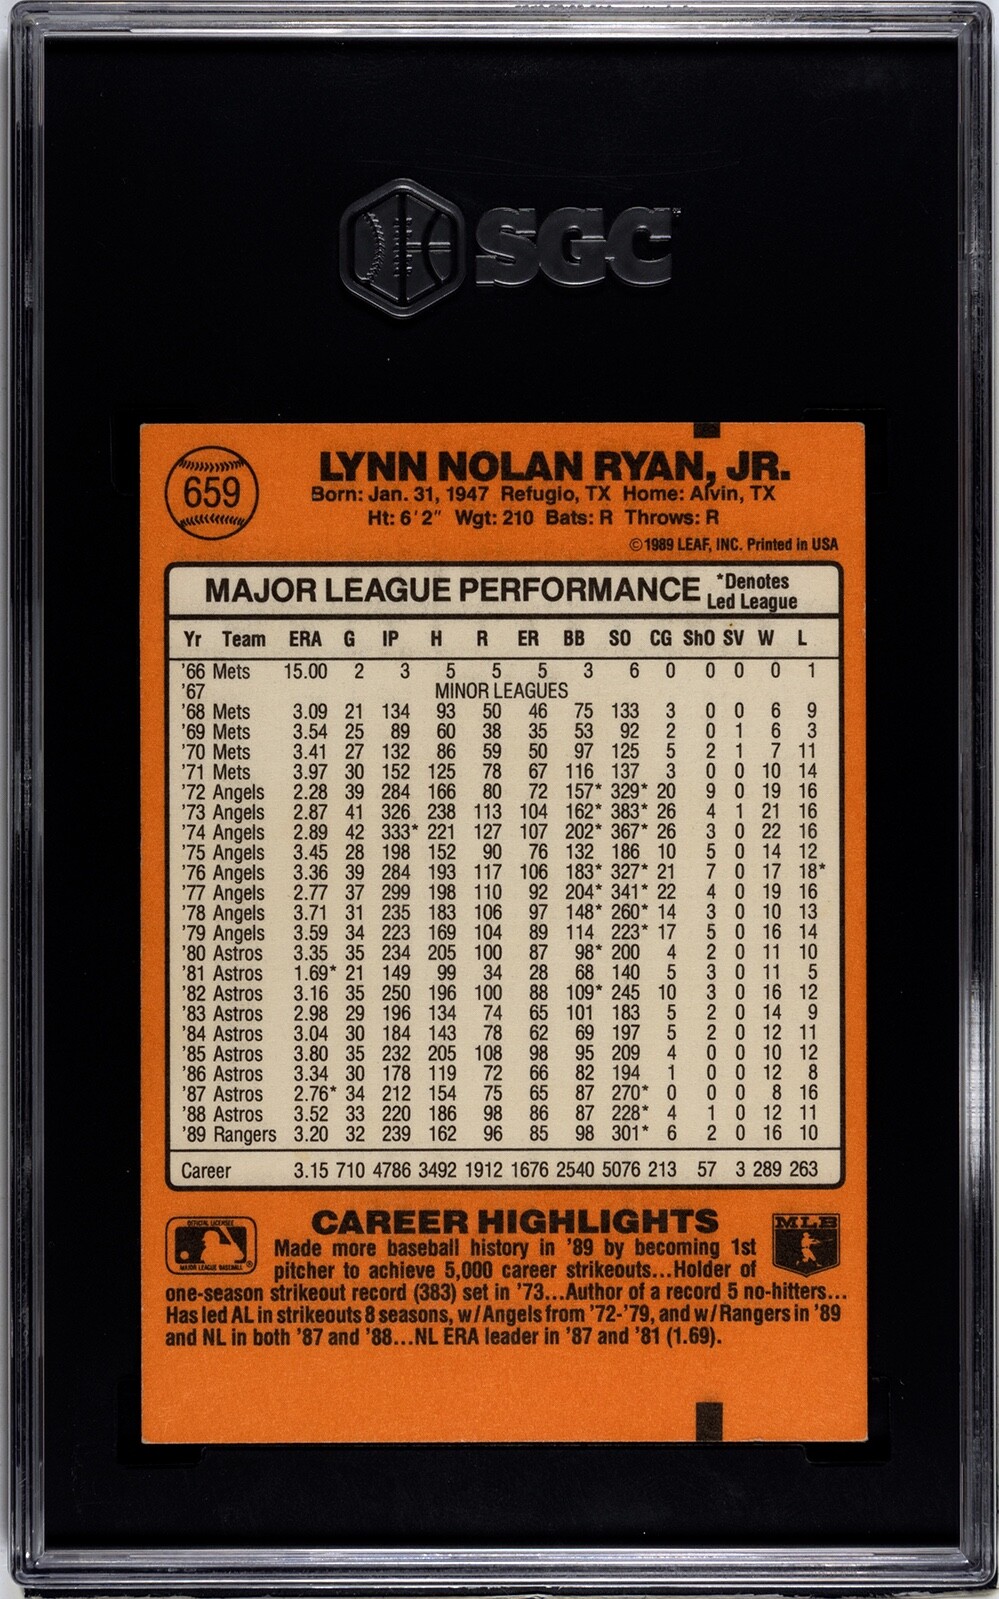 SGC
659
LYNN NOLAN RYAN, JR.
Born: Jan. 31, 1947 Refugio, TX Home: Alvin, TX
Ht: 6'2" Wgt: 210 Bats: R Throws: R
©1989 LEAF, INC. Printed in USA
MAJOR LEAGUE PERFORMANCE *Denotes Led League
Yr Team ERA G IP H R ER BB SO CG ShO SV W L
'66 Mets 15.00 2 3 5 5 5 3 6 0 0 0 0 1
'67 MINOR LEAGUES
'68 Mets 3.09 21 134 93 50 46 75 133 3 0 0 6 9
'69 Mets 3.54 25 89 60 38 35 53 92 2 0 1 6 3
'70 Mets 3.41 27 132 86 59 50 97 125 5 2 1 7 11
'71 Mets 3.97 30 152 125 78 67 116 137 3 0 0 10 14
'72 Angels 2.28 39 284 166 80 72 157* 329* 20 9 0 19 16
'73 Angels 2.87 41 326 238 113 104 162* 383* 26 4 1 21 16
'74 Angels 2.89 42 333* 221 127 107 202* 367* 26 3 0 22 16
'75 Angels 3.45 28 198 152 90 76 132 186 10 5 0 14 12
'76 Angels 3.36 39 284 193 117 106 183* 327* 21 7 0 17 18*
'77 Angels 2.77 37 299 198 110 92 204* 341* 22 4 0 19 16
'78 Angels 3.71 31 235 183 106 97 148* 260* 14 3 0 10 13
'79 Angels 3.59 34 223 169 104 89 114 223* 17 5 0 16 14
'80 Astros 3.35 35 234 205 100 87 98* 200 4 2 0 11 10
'81 Astros 1.69* 21 149 99 34 28 68 140 5 3 0 11 5
'82 Astros 3.16 35 250 196 100 88 109* 245 10 3 0 16 12
'83 Astros 2.98 29 196 134 74 65 101 183 5 2 0 14 9
'84 Astros 3.04 30 184 143 78 62 69 197 5 2 0 12 11
'85 Astros 3.80 35 232 205 108 98 95 209 4 0 0 10 12
'86 Astros 3.34 30 178 119 72 66 82 194 1 0 0 12 8
'87 Astros 2.76* 34 212 154 75 65 87 270* 0 0 0 8 16
'88 Astros 3.52 33 220 186 98 86 87 228* 4 1 0 12 11
'89 Rangers 3.20 32 239 162 96 85 98 301* 6 2 0 16 10
Career 3.15 710 4786 3492 1912 1676 2540 5076 213 57 3 289 263
OFFICIAL LICENSEE
MAJOR LEAGUE BASEBALL
®
CAREER HIGHLIGHTS
MLB
Made more baseball history in '89 by becoming 1st
pitcher to achieve 5,000 career strikeouts...Holder of
one-season strikeout record (383) set in '73...Author of a record 5 no-hitters...
Has led AL in strikeouts 8 seasons, w/Angels from '72-'79, and w/Rangers in '89
and NL in both '87 and '88...NL ERA leader in '87 and '81 (1.69).